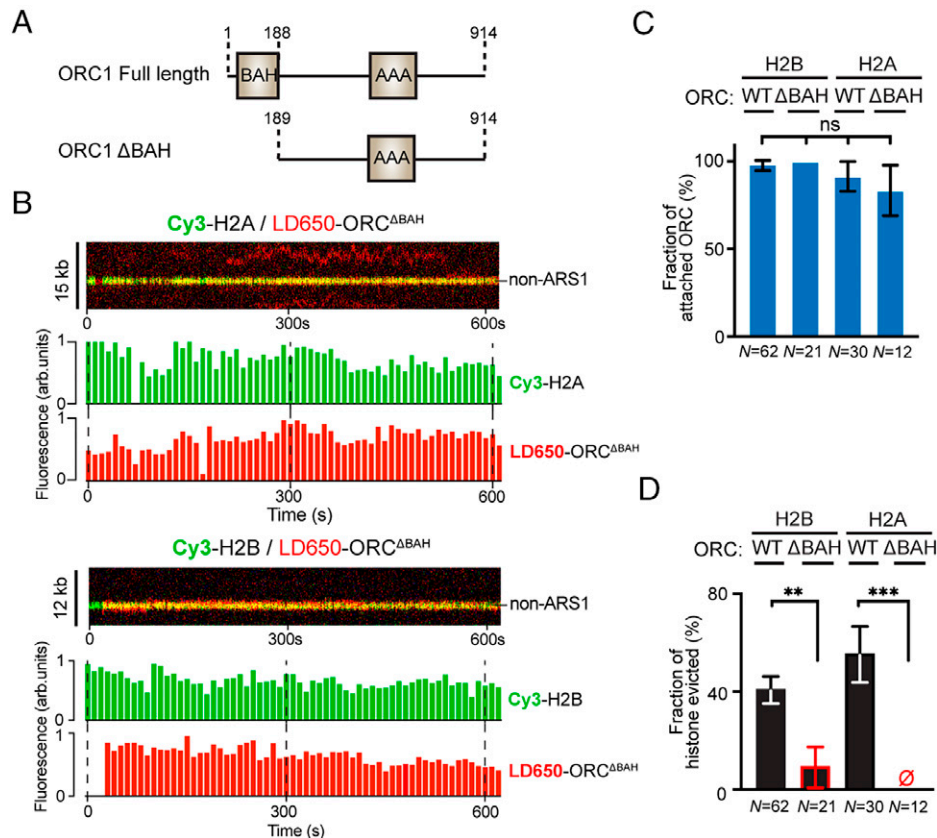 A
1 188 914
ORC1 Full length BAH AAA
189 914
ORC1 ΔBAH AAA
B
Cy3-H2A / LD650-ORCΔBAH
15 kb
non-ARS1
0 300s 600s
Fluorescence (arb.units)
1
0
Cy3-H2A
1
0
LD650-ORCΔBAH
0 300 600
Time (s)
Cy3-H2B / LD650-ORCΔBAH
12 kb
non-ARS1
0 300s 600s
Fluorescence (arb.units)
1
0
Cy3-H2B
1
0
LD650-ORCΔBAH
0 300 600
Time (s)
C
H2B H2A
ORC: WT ΔBAH WT ΔBAH
ns
Fraction of
attached ORC (%)
100
50
0
N=62 N=21 N=30 N=12
D
H2B H2A
ORC: WT ΔBAH WT ΔBAH
** ***
Fraction of
histone evicted (%)
80
40
0
∅
N=62 N=21 N=30 N=12